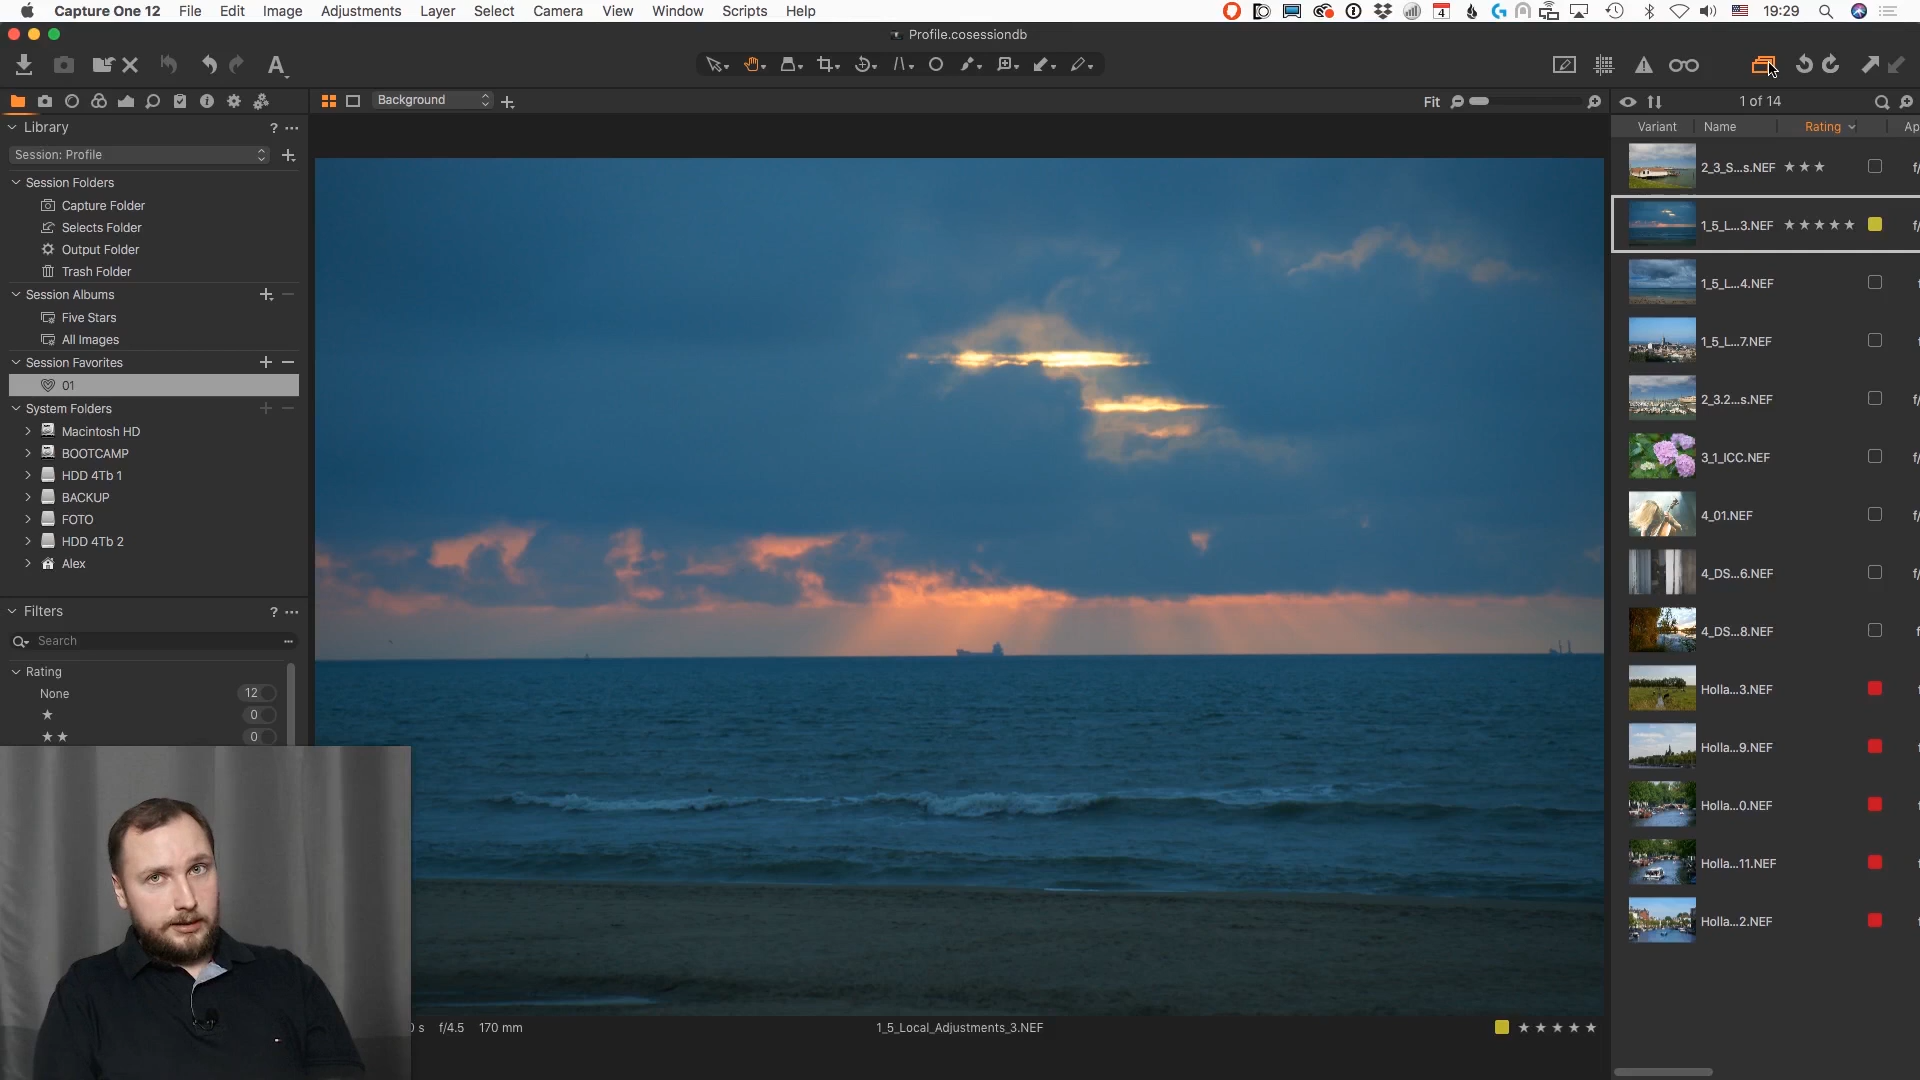 Capture One 12 File Edit Image Adjustments Layer Select Camera View Window Scripts Help 4 19:29
Profile.cosessiondb
A
Background
Fit
1 of 14
Library ? ...
Variant Name Rating Ap
Session: Profile
Session Folders
Capture Folder
Selects Folder
Output Folder
Trash Folder
Session Albums
Five Stars
All Images
Session Favorites
01
System Folders
Macintosh HD
BOOTCAMP
HDD 4Tb 1
BACKUP
FOTO
HDD 4Tb 2
Alex
Filters ? ...
Search
Rating
None 12
★ 0
★ ★ 0
2_3_S...s.NEF ★ ★ ★ f/
1_5_L...3.NEF ★ ★ ★ ★ ★ f/
1_5_L...4.NEF
1_5_L...7.NEF
2_3.2...s.NEF f/
3_1_ICC.NEF f/
4_01.NEF f/
4_DS...6.NEF f/
4_DS...8.NEF
Holla...3.NEF
Holla...9.NEF
Holla...0.NEF
Holla...11.NEF
Holla...2.NEF
0 s f/4.5 170 mm
1_5_Local_Adjustments_3.NEF
★ ★ ★ ★ ★